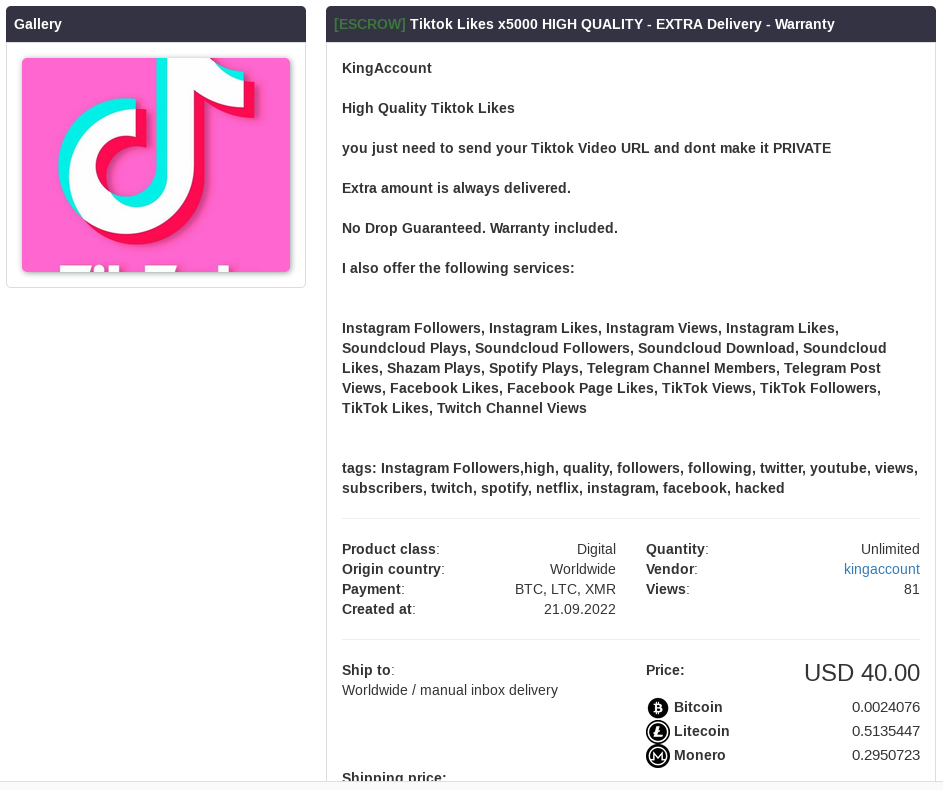 Gallery
[ESCROW] Tiktok Likes x5000 HIGH QUALITY - EXTRA Delivery - Warranty
KingAccount
High Quality Tiktok Likes
you just need to send your Tiktok Video URL and dont make it PRIVATE
Extra amount is always delivered.
No Drop Guaranteed. Warranty included.
I also offer the following services:
Instagram Followers, Instagram Likes, Instagram Views, Instagram Likes,
Soundcloud Plays, Soundcloud Followers, Soundcloud Download, Soundcloud
Likes, Shazam Plays, Spotify Plays, Telegram Channel Members, Telegram Post
Views, Facebook Likes, Facebook Page Likes, TikTok Views, TikTok Followers,
TikTok Likes, Twitch Channel Views
tags: Instagram Followers,high, quality, followers, following, twitter, youtube, views,
subscribers, twitch, spotify, netflix, instagram, facebook, hacked
Product class: Digital
Origin country: Worldwide
Payment: BTC, LTC, XMR
Created at: 21.09.2022
Quantity: Unlimited
Vendor: kingaccount
Views: 81
Ship to:
Worldwide / manual inbox delivery
Price: USD 40.00
Bitcoin 0.0024076
Litecoin 0.5135447
Monero 0.2950723
Shipping price: